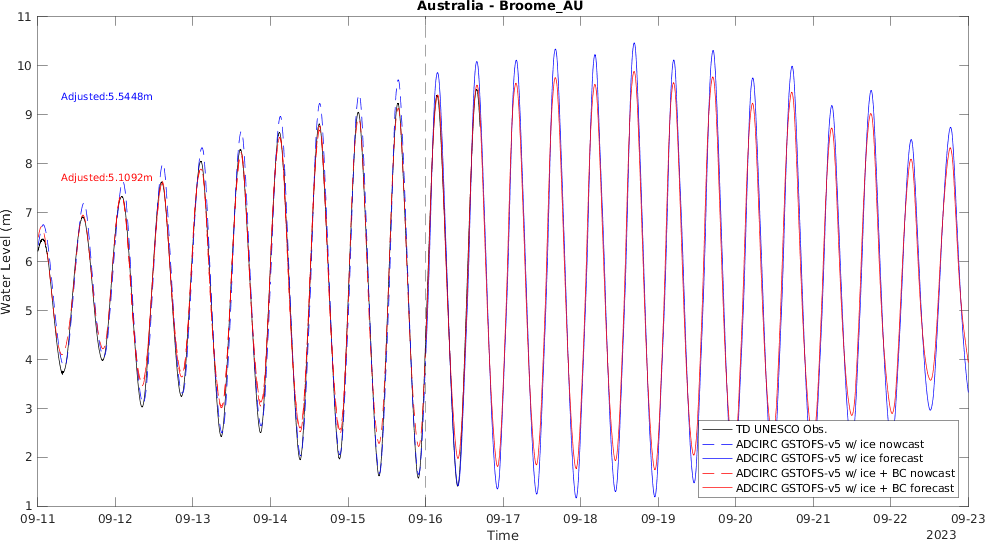 Australia - Broome_AU
11
10
9
8
7
6
5
4
3
2
1
Water Level (m)
Adjusted:5.5448m
Adjusted:5.1092m
TD UNESCO Obs.
ADCIRC GSTOFS-v5 w/ ice nowcast
ADCIRC GSTOFS-v5 w/ ice forecast
ADCIRC GSTOFS-v5 w/ ice + BC nowcast
ADCIRC GSTOFS-v5 w/ ice + BC forecast
09-11 09-12 09-13 09-14 09-15 09-16 09-17 09-18 09-19 09-20 09-21 09-22 09-23
Time
2023